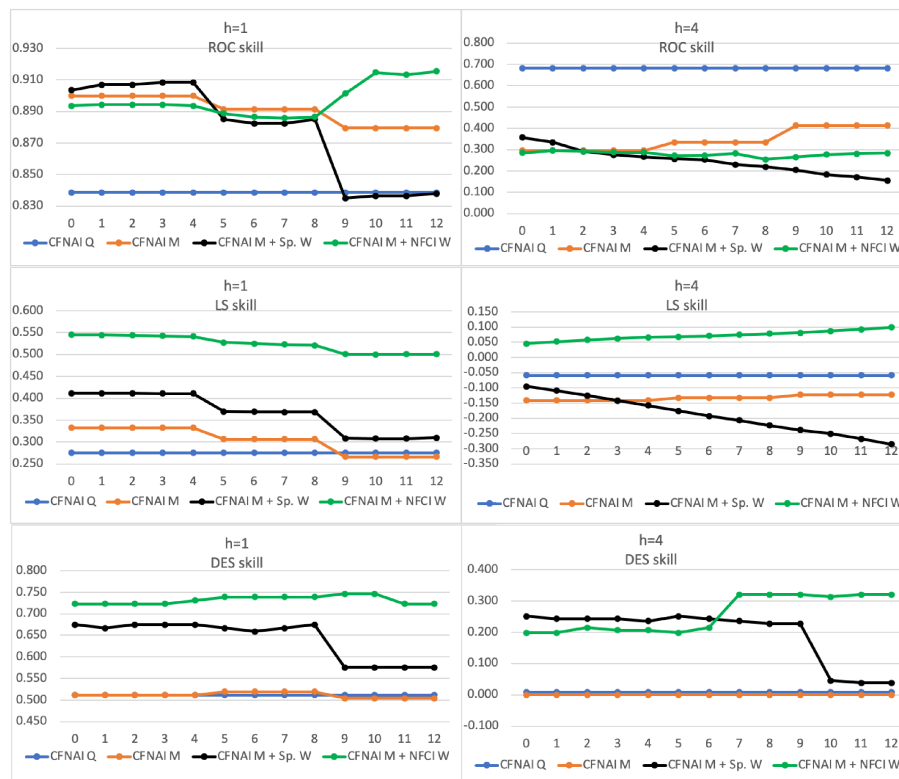 h=1
ROC skill
0.930
0.910
0.890
0.870
0.850
0.830
0 1 2 3 4 5 6 7 8 9 10 11 12
CFNAI Q CFNAI M CFNAI M + Sp. W CFNAI M + NFCI W
h=4
ROC skill
0.800
0.700
0.600
0.500
0.400
0.300
0.200
0.100
0.000
0 1 2 3 4 5 6 7 8 9 10 11 12
CFNAI Q CFNAI M CFNAI M + Sp. W CFNAI M + NFCI W
h=1
LS skill
0.600
0.550
0.500
0.450
0.400
0.350
0.300
0.250
0 1 2 3 4 5 6 7 8 9 10 11 12
CFNAI Q CFNAI M CFNAI M + Sp. W CFNAI M + NFCI W
h=4
LS skill
0.150
0.100
0.050
0.000
-0.050
-0.100
-0.150
-0.200
-0.250
-0.300
-0.350
0 1 2 3 4 5 6 7 8 9 10 11 12
CFNAI Q CFNAI M CFNAI M + Sp. W CFNAI M + NFCI W
h=1
DES skill
0.800
0.750
0.700
0.650
0.600
0.550
0.500
0.450
0 1 2 3 4 5 6 7 8 9 10 11 12
CFNAI Q CFNAI M CFNAI M + Sp. W CFNAI M + NFCI W
h=4
DES skill
0.400
0.300
0.200
0.100
0.000
-0.100
0 1 2 3 4 5 6 7 8 9 10 11 12
CFNAI Q CFNAI M CFNAI M + Sp. W CFNAI M + NFCI W